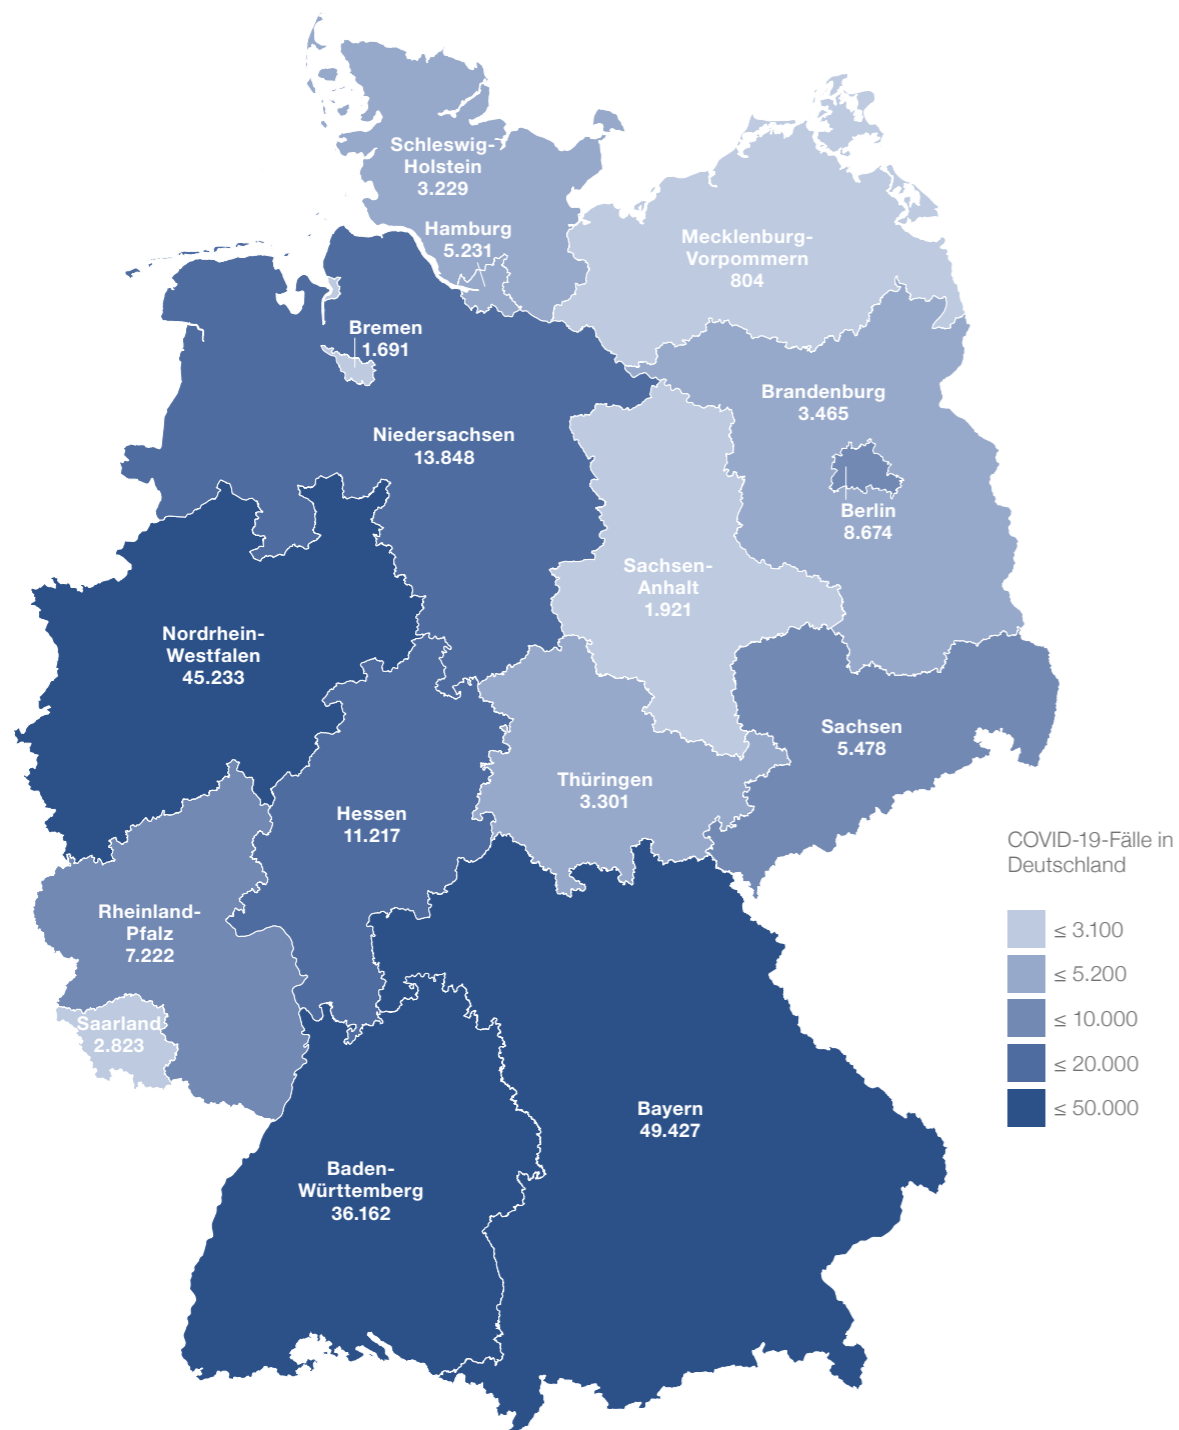 Schleswig-
Holstein
3.229
Hamburg
5.231
Mecklenburg-
Vorpommern
804
Bremen
1.691
Brandenburg
3.465
Niedersachsen
13.848
Berlin
8.674
Sachsen-
Anhalt
1.921
Nordrhein-
Westfalen
45.233
Sachsen
5.478
Thüringen
3.301
Hessen
11.217
COVID-19-Fälle in
Deutschland
≤ 3.100
≤ 5.200
≤ 10.000
≤ 20.000
≤ 50.000
Rheinland-
Pfalz
7.222
Saarland
2.823
Bayern
49.427
Baden-
Württemberg
36.162